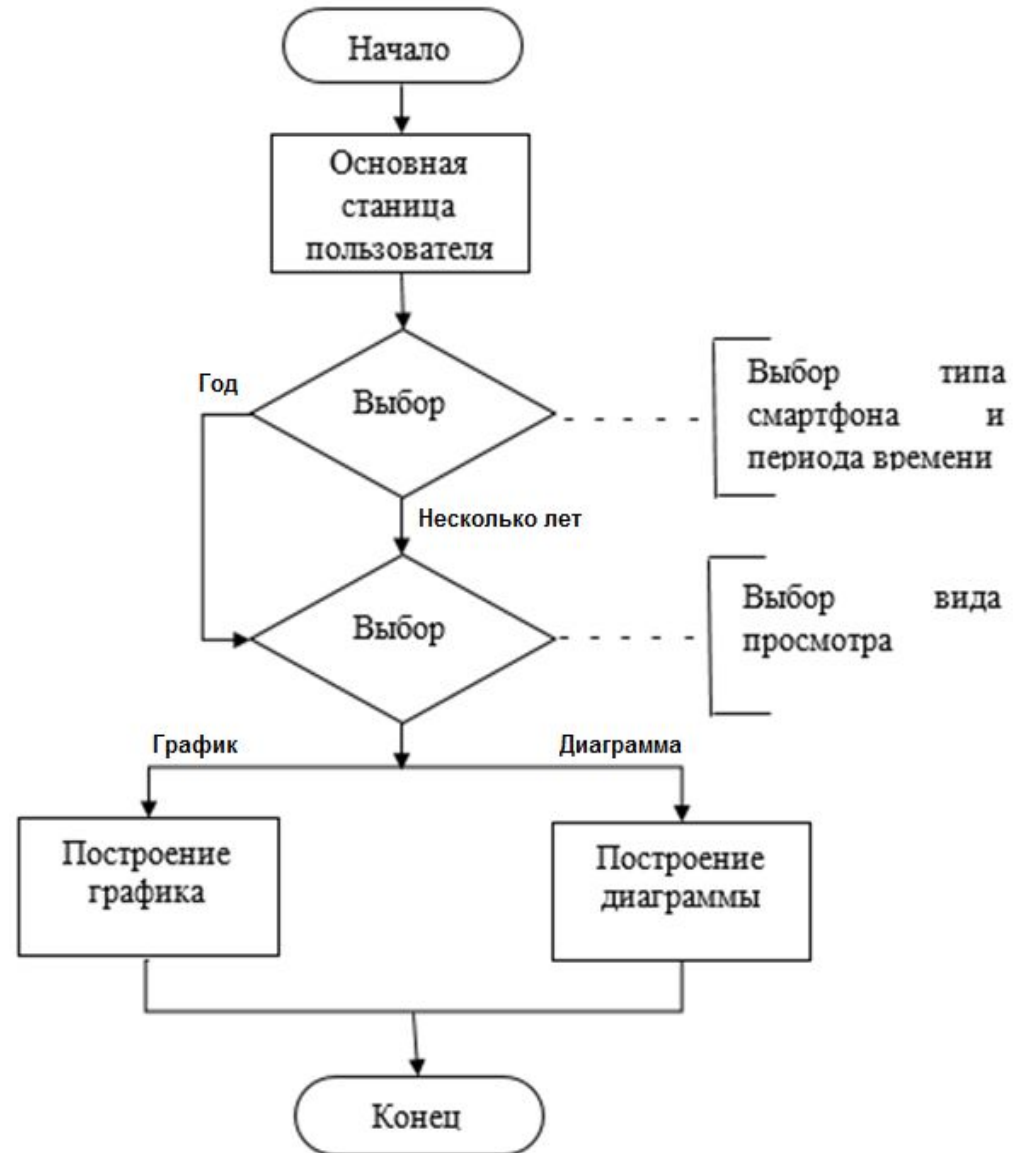 Начало
Основная
станица
пользователя
Год
Выбор
Выбор типа
смартфона и
периода времени
Несколько лет
Выбор
Выбор вида
просмотра
График
Диаграмма
Построение
графика
Построение
диаграммы
Конец